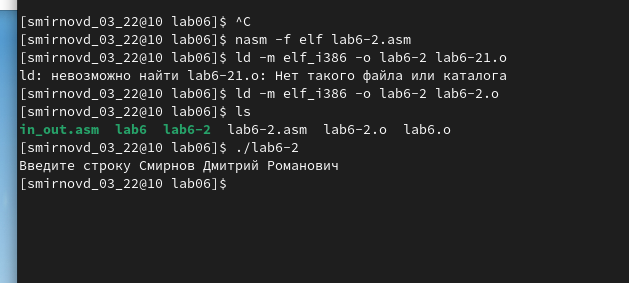 [smirnovd_03_22@10 lab06]$ ^C
[smirnovd_03_22@10 lab06]$ nasm -f elf lab6-2.asm
[smirnovd_03_22@10 lab06]$ ld -m elf_i386 -o lab6-2 lab6-21.o
ld: невозможно найти lab6-21.o: Нет такого файла или каталога
[smirnovd_03_22@10 lab06]$ ld -m elf_i386 -o lab6-2 lab6-2.o
[smirnovd_03_22@10 lab06]$ ls
in_out.asm  lab6  lab6-2  lab6-2.asm  lab6-2.o  lab6.o
[smirnovd_03_22@10 lab06]$ ./lab6-2
Введите строку Смирнов Дмитрий Романович
[smirnovd_03_22@10 lab06]$